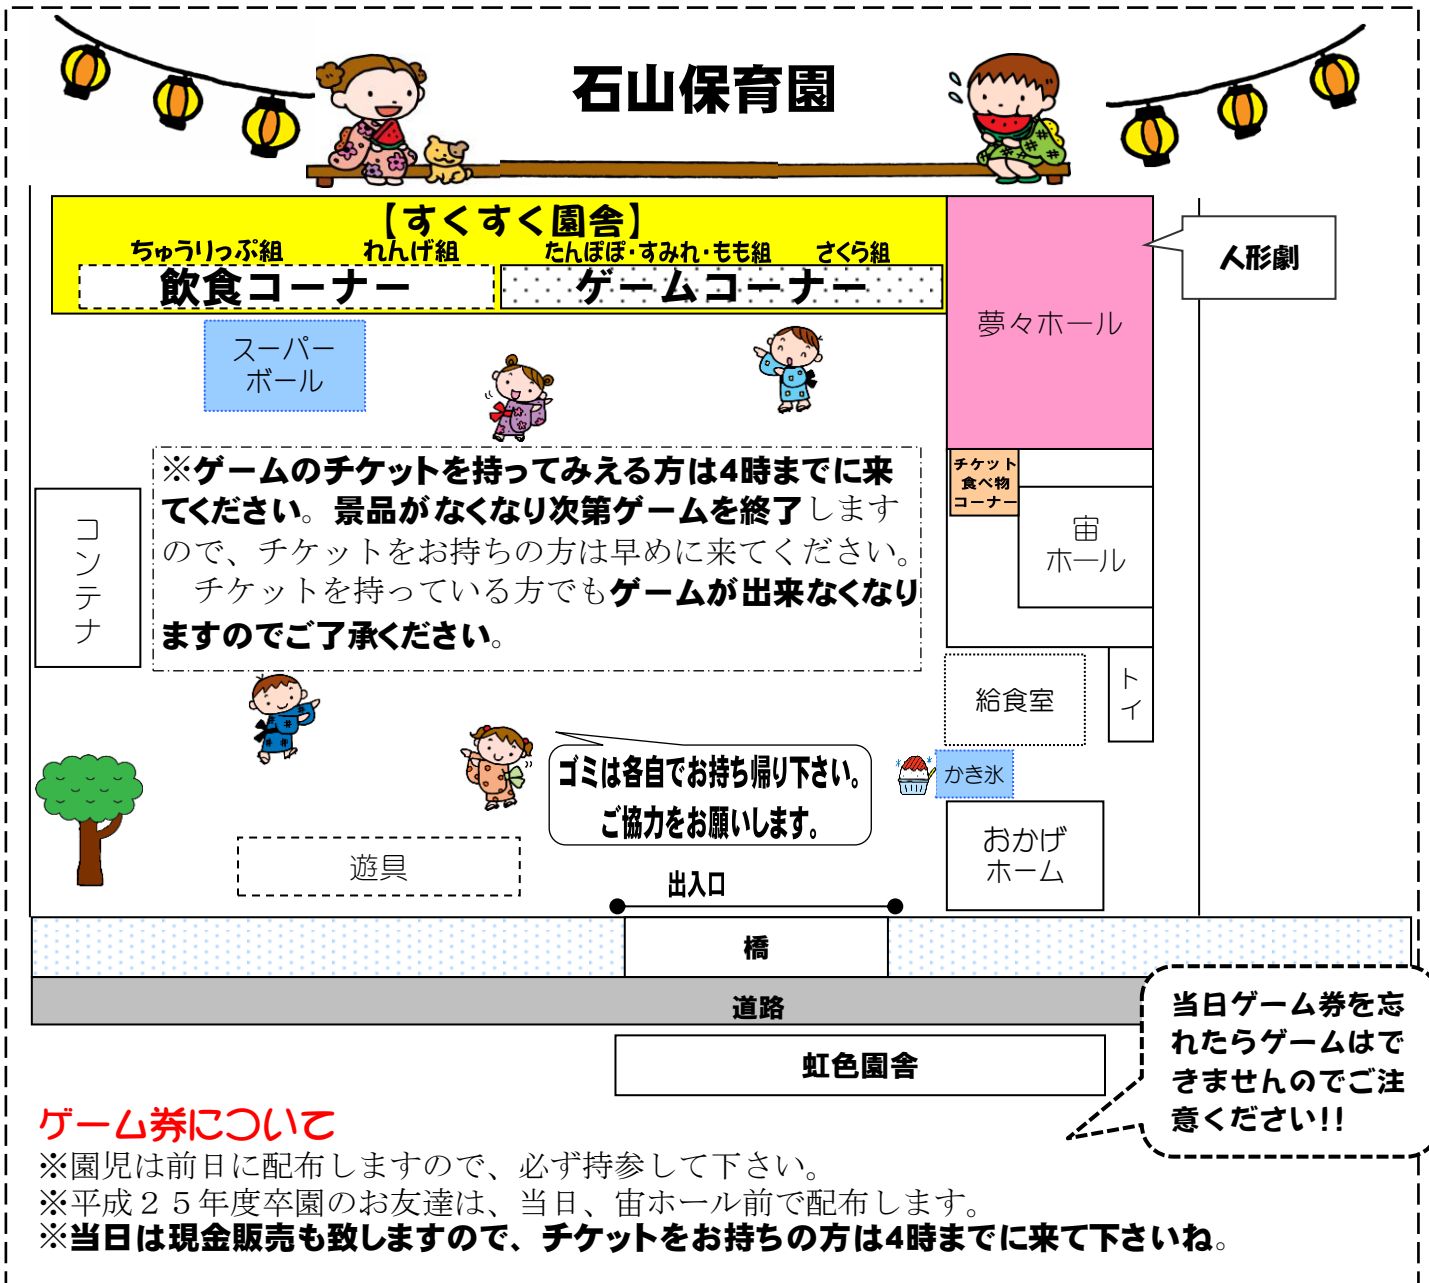 石山保育園
【すくすく園舎】
ちゅうりっぷ組 れんげ組 たんぽぽ・すみれ・もも組 さくら組
飲食コーナー ゲームコーナー
人形劇
夢々ホール
スーパー
ボール
※ゲームのチケットを持ってみえる方は4時までに来
てください。景品がなくなり次第ゲームを終了します
ので、チケットをお持ちの方は早めに来てください。
チケットを持っている方でもゲームが出来なくなり
ますのでご了承ください。
チケット
食べ物
コーナー
コンテナ
宙
ホール
給食室
トイ
ゴミは各自でお持ち帰り下さい。
ご協力をお願いします。
かき氷
おかげ
ホーム
遊具
出入口
橋
道路
虹色園舎
当日ゲーム券を忘
れたらゲームはで
きませんのでご注
意ください!!
ゲーム券について
※園児は前日に配布しますので、必ず持参して下さい。
※平成２５年度卒園のお友達は、当日、宙ホール前で配布します。
※当日は現金販売も致しますので、チケットをお持ちの方は4時までに来て下さいね。